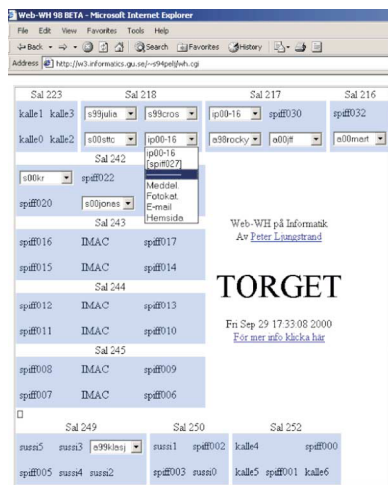 Web-WH 98 BETA - Microsoft Internet Explorer
File Edit View Favorites Tools Help
Back Search Favorites History
Address http://w3.informatics.gu.se/~s94pelj/wh.cgi
Sal 223 Sal 218 Sal 217 Sal 216
kalle1 kalle3 s99julia s99cros ip00-16 spiff030 spiff032
kalle0 kalle2 s00stto ip00-16 a98rocky a00jff a00mart
ip00-16
[spiff027]
----------
Meddel.
Fotokat.
E-mail
Hemsida
Sal 242
s00kr spiff022
spiff020 s00jonas
Sal 243
spiff016 IMAC spiff017
spiff015 IMAC spiff014
Sal 244
spiff012 IMAC spiff013
spiff011 IMAC spiff010
Sal 245
spiff008 IMAC spiff009
spiff007 IMAC spiff006
Web-WH på Informatik
Av Peter Ljungstrand
TORGET
Fri Sep 29 17:33:08 2000
För mer info klicka här
Sal 249 Sal 250 Sal 252
sussi5 sussi3 a99klasj sussi1 spiff002 kalle4 spiff000
spiff005 sussi4 sussi2 spiff003 sussi0 kalle5 spiff001 kalle6